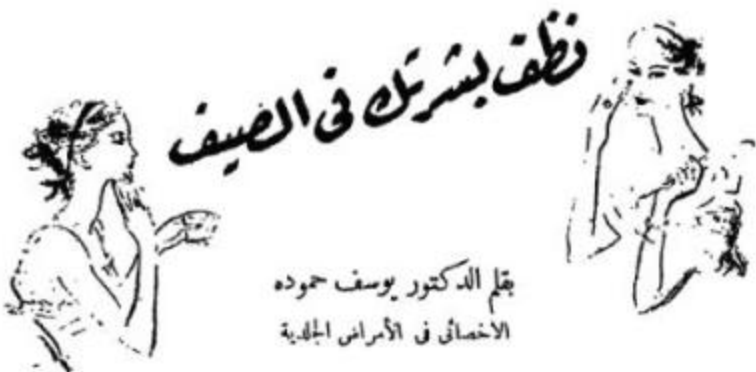 نظف بشرتك فى الصيف
بقلم الدكتور يوسف حموده
الاخصائى فى الأمراض الجلدية